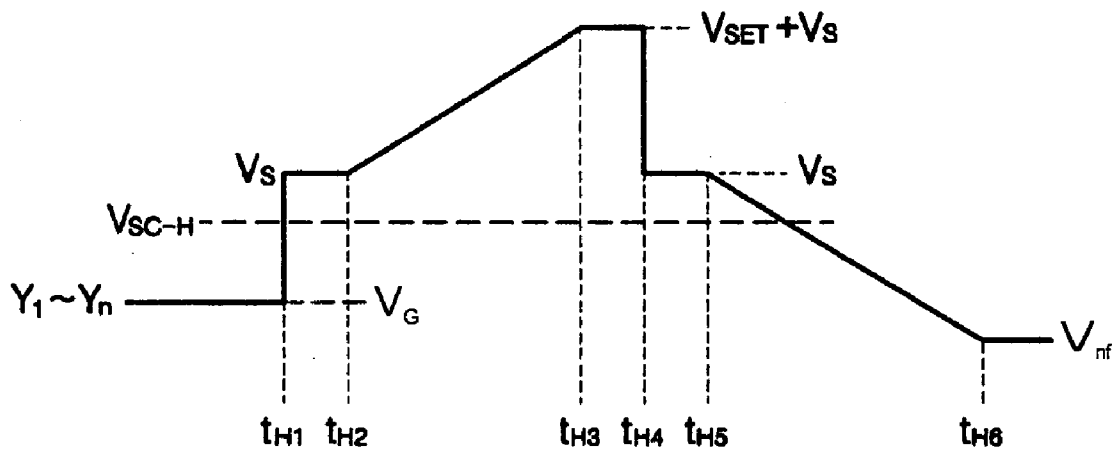 VSET +VS
VS
VS
VSC-H
Y1~Yn
VG
Vnf
tH1
tH2
tH3
tH4
tH5
tH6